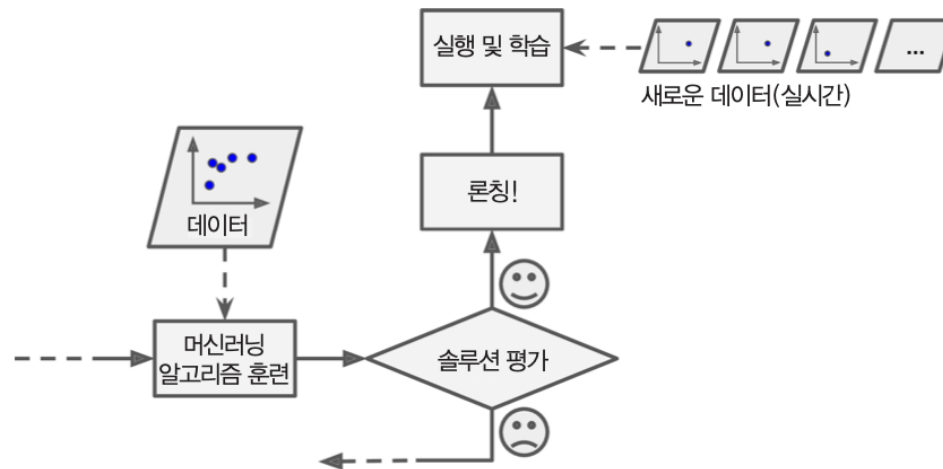 실행 및 학습
...
새로운 데이터(실시간)
데이터
론칭!
머신러닝
알고리즘 훈련
솔루션 평가